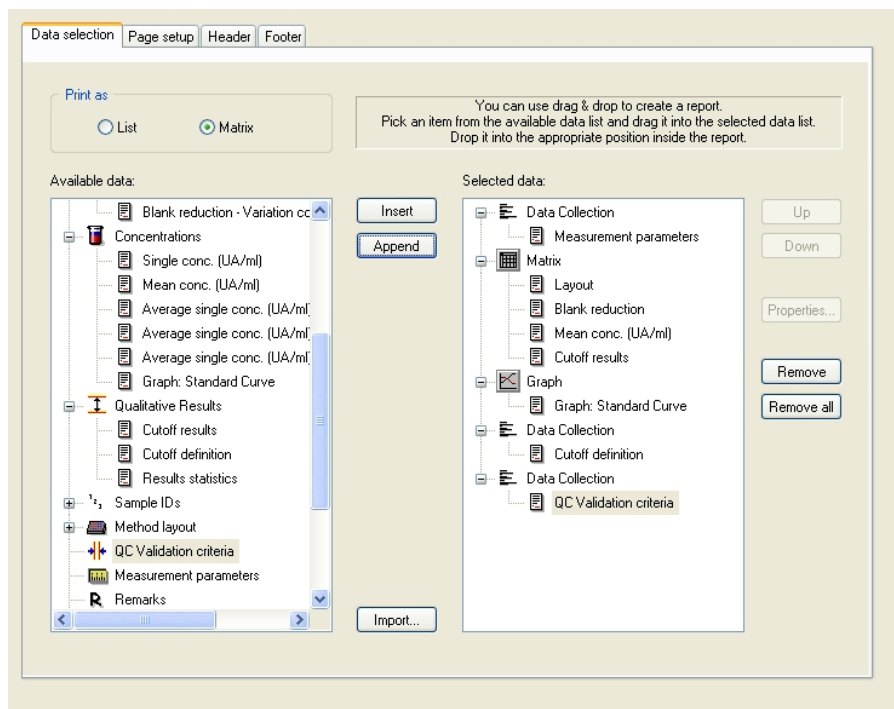 Data selection
Page setup
Header
Footer
Print as
List
Matrix
You can use drag & drop to create a report.
Pick an item from the available data list and drag it into the selected data list.
Drop it into the appropriate position inside the report.
Available data:
Blank reduction - Variation cc
Concentrations
Single conc. (UA/ml)
Mean conc. (UA/ml)
Average single conc. (UA/ml)
Average single conc. (UA/ml)
Average single conc. (UA/ml)
Graph: Standard Curve
Qualitative Results
Cutoff results
Cutoff definition
Results statistics
Sample IDs
Method layout
QC Validation criteria
Measurement parameters
Remarks
Insert
Append
Import...
Selected data:
Data Collection
Measurement parameters
Matrix
Layout
Blank reduction
Mean conc. (UA/ml)
Cutoff results
Graph
Graph: Standard Curve
Data Collection
Cutoff definition
Data Collection
QC Validation criteria
Up
Down
Properties...
Remove
Remove all